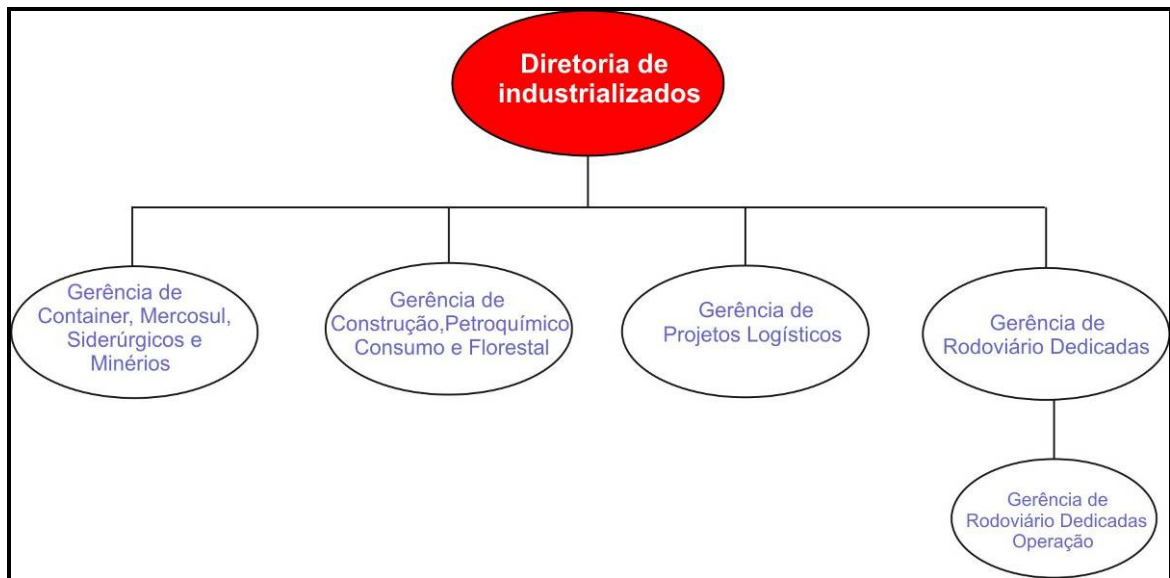 Diretoria de
industrializados
Gerência de
Container, Mercosul,
Siderúrgicos e
Minérios
Gerência de
Construção,Petroquímico
Consumo e Florestal
Gerência de
Projetos Logísticos
Gerência de
Rodoviário Dedicadas
Gerência de
Rodoviário Dedicadas
Operação